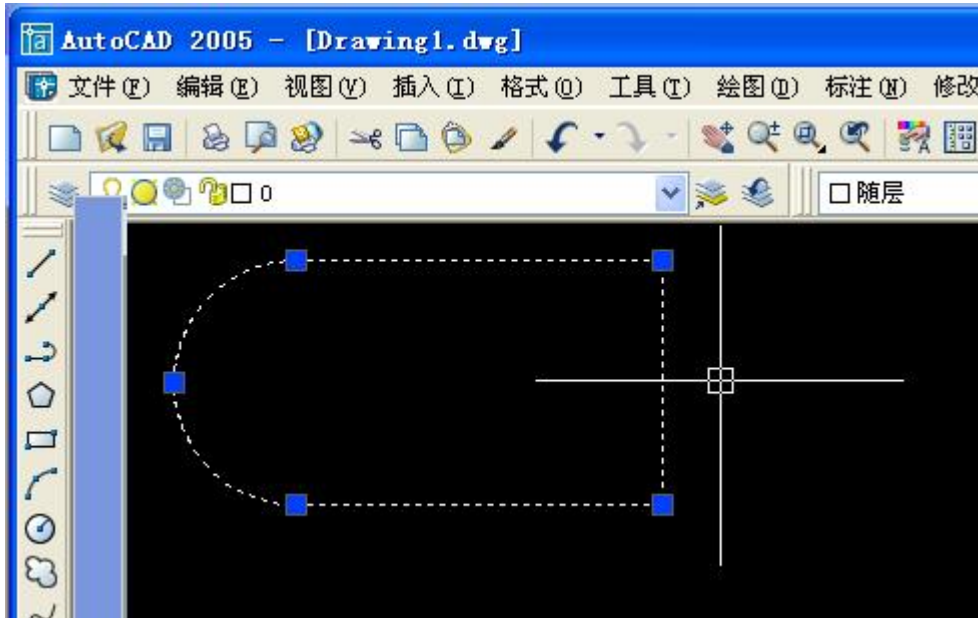 AutoCAD 2005 - [Drawing1.dwg]
文件(F) 编辑(E) 视图(V) 插入(I) 格式(O) 工具(T) 绘图(D) 标注(N) 修改
0 随层